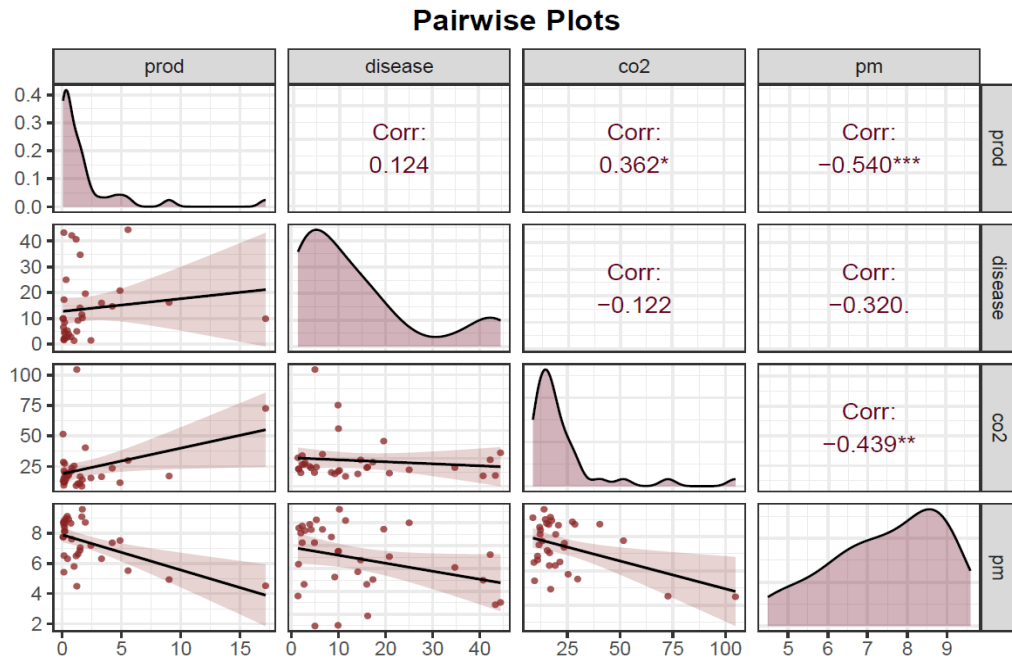 Pairwise Plots
prod disease co2 pm
0.4
0.3
0.2
0.1
0.0
Corr:
0.124
Corr:
0.362*
Corr:
−0.540***
prod
40
30
20
10
0
Corr:
−0.122
Corr:
−0.320.
disease
100
75
50
25
Corr:
−0.439**
co2
8
6
4
2
pm
0 5 10 15 0 10 20 30 40 25 50 75 100 5 6 7 8 9